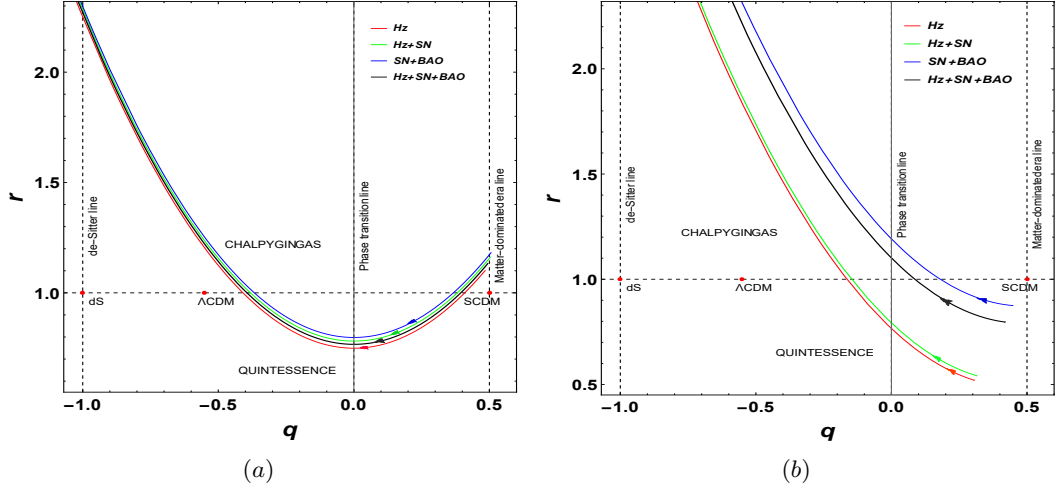 Hz
Hz+SN
SN+BAO
Hz+SN+BAO
2.0
1.5
1.0
r
de-Sitter line
Phase transition line
Matter-dominated era line
CHALPYGINGAS
dS
ΛCDM
SCDM
QUINTESSENCE
-1.0
-0.5
0.0
0.5
q
(a)
Hz
Hz+SN
SN+BAO
Hz+SN+BAO
2.0
1.5
1.0
0.5
r
de-Sitter line
Phase transition line
Matter-dominated era line
CHALPYGINGAS
dS
ΛCDM
SCDM
QUINTESSENCE
-1.0
-0.5
0.0
0.5
q
(b)